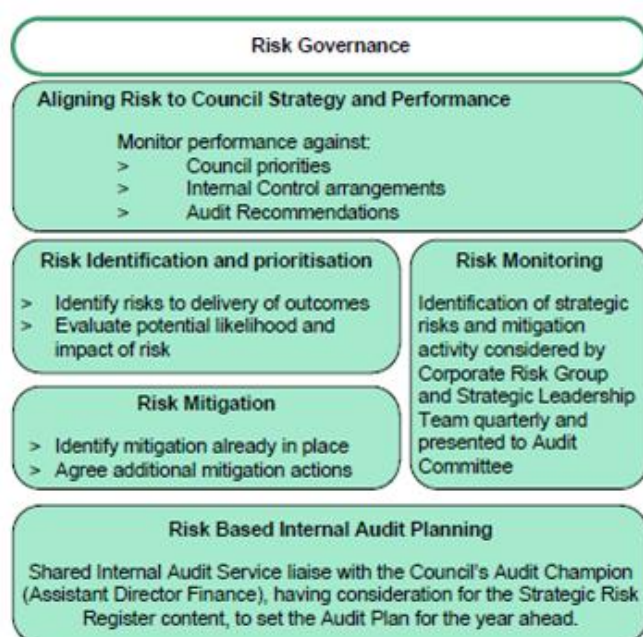 Risk Governance
Aligning Risk to Council Strategy and Performance
Monitor performance against:
> Council priorities
> Internal Control arrangements
> Audit Recommendations
Risk Identification and prioritisation
> Identify risks to delivery of outcomes
> Evaluate potential likelihood and
impact of risk
Risk Mitigation
> Identify mitigation already in place
> Agree additional mitigation actions
Risk Monitoring
Identification of strategic
risks and mitigation
activity considered by
Corporate Risk Group
and Strategic Leadership
Team quarterly and
presented to Audit
Committee
Risk Based Internal Audit Planning
Shared Internal Audit Service liaise with the Council's Audit Champion
(Assistant Director Finance), having consideration for the Strategic Risk
Register content, to set the Audit Plan for the year ahead.